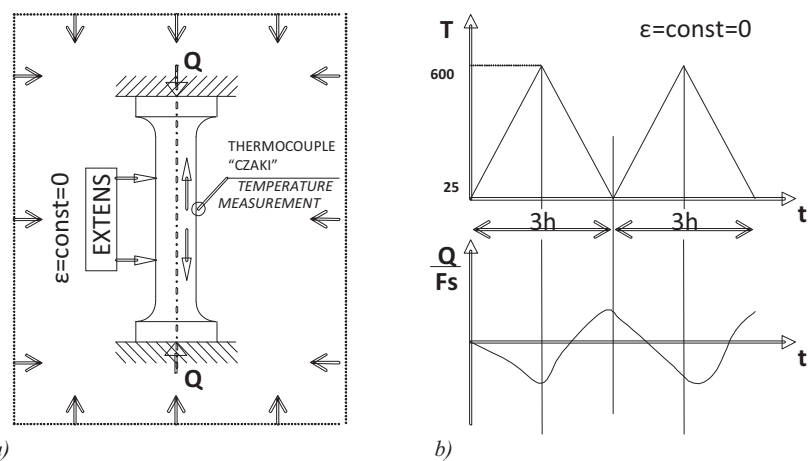 Q
THERMOCOUPLE
“CZAKI”
TEMPERATURE
MEASUREMENT
EXTENS
ε=const=0
Q
a)
T
ε=const=0
600
25
t
3h
3h
Q
Fs
t
b)